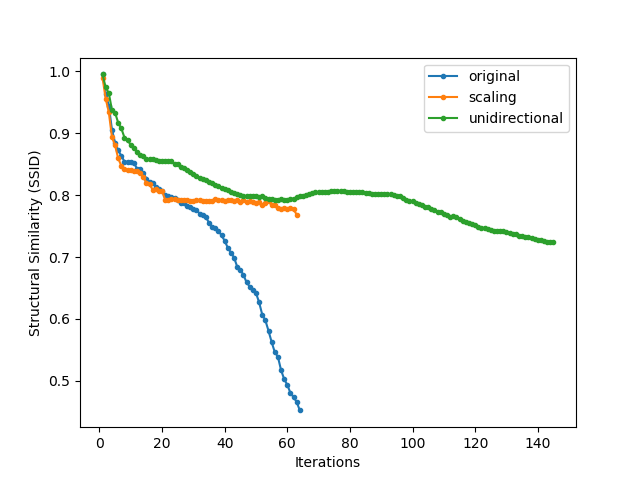 original
scaling
unidirectional
1.0
0.9
0.8
0.7
0.6
0.5
Structural Similarity (SSID)
0 20 40 60 80 100 120 140
Iterations